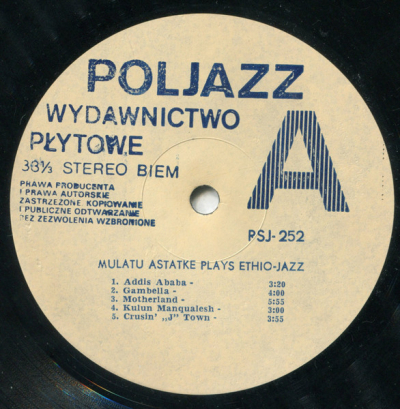 POLJAZZ
WYDAWNICTWO
PŁYTOWE
33⅓ STEREO BIEM
PRAWA PRODUCENTA
I PRAWA AUTORSKIE
ZASTRZEŻONE. KOPIOWANIE
I PUBLICZNE ODTWARZANIE
BEZ ZEZWOLENIA WZBRONIONE
A
PSJ-252
MULATU ASTATKE PLAYS ETHIO-JAZZ
1. Addis Ababa - 3:20
2. Gambella - 4:00
3. Motherland - 5:55
4. Kulun Manqualesh - 3:00
5. Crusin' „J" Town - 3:55